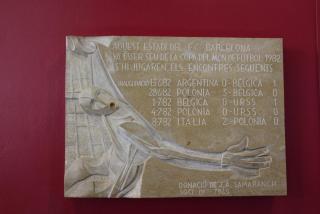 AQUEST ESTADI DEL F.C. BARCELONA
VA ESSER SEU DE LA COPA DEL MON DE FUTBOL 1982
S'HI JUGAREN ELS ENCONTRES SEGUENTS
INAUGURACIO 13-6-82 ARGENTINA 0-BELGICA 1
28-6-82 POLONIA - 3-BELGICA 0
1-7-82 BELGICA 0-U.R.S.S. 1
4-7-82 POLONIA 0-U.R.S.S. 0
8-7-82 ITALIA 2-POLONIA 0
DONACIO DE J.A. SAMARANCH
SOCI Nº